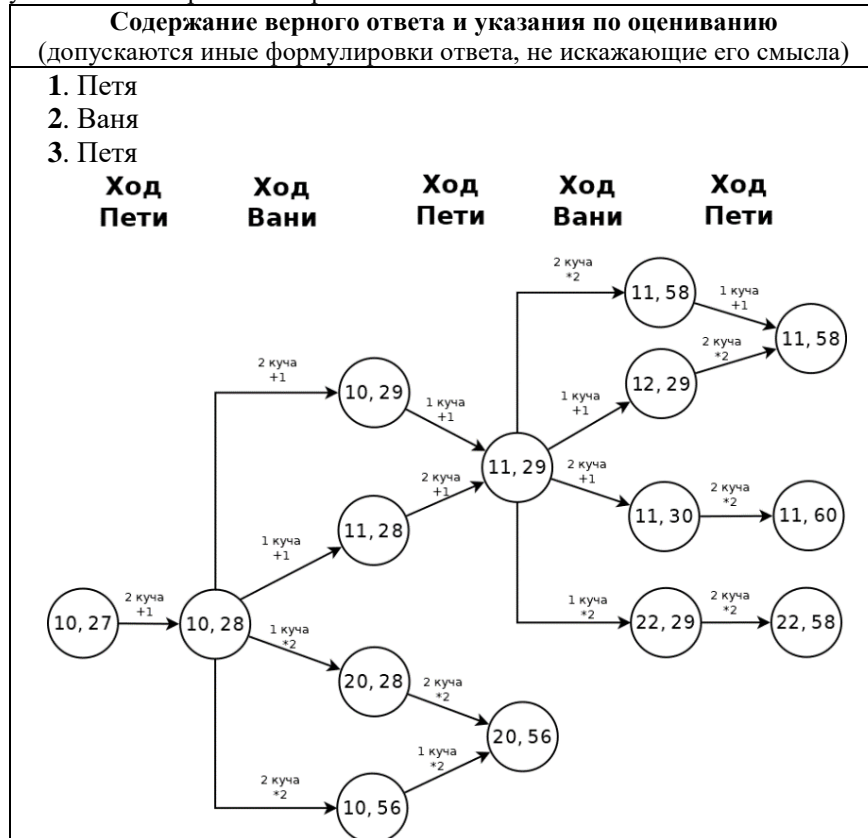 Содержание верного ответа и указания по оцениванию
(допускаются иные формулировки ответа, не искажающие его смысла)
1. Петя
2. Ваня
3. Петя
Ход Ход Ход Ход Ход
Пети Вани Пети Вани Пети
2 куча
*2
11, 58
1 куча
+1
11, 58
2 куча
*2
12, 29
2 куча
+1
10, 29
1 куча
+1
1 куча
+1
11, 29
2 куча
+1
2 куча
+1
11, 28
1 куча
+1
11, 30
2 куча
*2
11, 60
10, 27
2 куча
+1
10, 28
1 куча
*2
22, 29
2 куча
*2
22, 58
1 куча
*2
20, 28
2 куча
*2
20, 56
1 куча
*2
2 куча
*2
10, 56